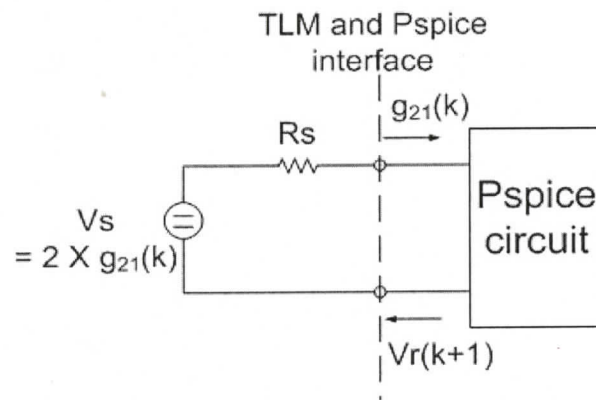 TLM and Pspice
interface
g21(k)
Rs
Pspice
circuit
Vs
= 2 X g21(k)
Vr(k+1)